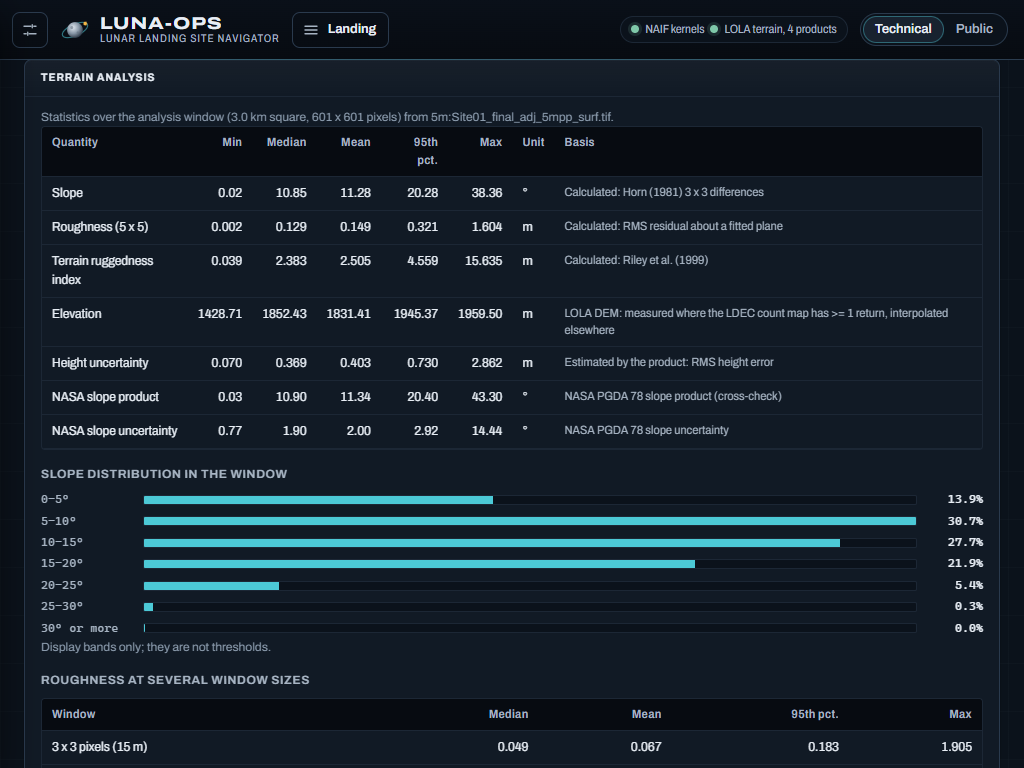 LUNA-OPS
LUNAR LANDING SITE NAVIGATOR
Landing
NAIF kernels LOLA terrain, 4 products
Technical Public
TERRAIN ANALYSIS
Statistics over the analysis window (3.0 km square, 601 x 601 pixels) from 5m:Site01_final_adj_5mpp_surf.tif.
Quantity Min Median Mean 95th pct. Max Unit Basis
Slope 0.02 10.85 11.28 20.28 38.36 ° Calculated: Horn (1981) 3 x 3 differences
Roughness (5 x 5) 0.002 0.129 0.149 0.321 1.604 m Calculated: RMS residual about a fitted plane
Terrain ruggedness index 0.039 2.383 2.505 4.559 15.635 m Calculated: Riley et al. (1999)
Elevation 1428.71 1852.43 1831.41 1945.37 1959.50 m LOLA DEM: measured where the LDEC count map has >= 1 return, interpolated elsewhere
Height uncertainty 0.070 0.369 0.403 0.730 2.862 m Estimated by the product: RMS height error
NASA slope product 0.03 10.90 11.34 20.40 43.30 ° NASA PGDA 78 slope product (cross-check)
NASA slope uncertainty 0.77 1.90 2.00 2.92 14.44 ° NASA PGDA 78 slope uncertainty
SLOPE DISTRIBUTION IN THE WINDOW
0–5° 13.9%
5–10° 30.7%
10–15° 27.7%
15–20° 21.9%
20–25° 5.4%
25–30° 0.3%
30° or more 0.0%
Display bands only; they are not thresholds.
ROUGHNESS AT SEVERAL WINDOW SIZES
Window Median Mean 95th pct. Max
3 x 3 pixels (15 m) 0.049 0.067 0.183 1.905